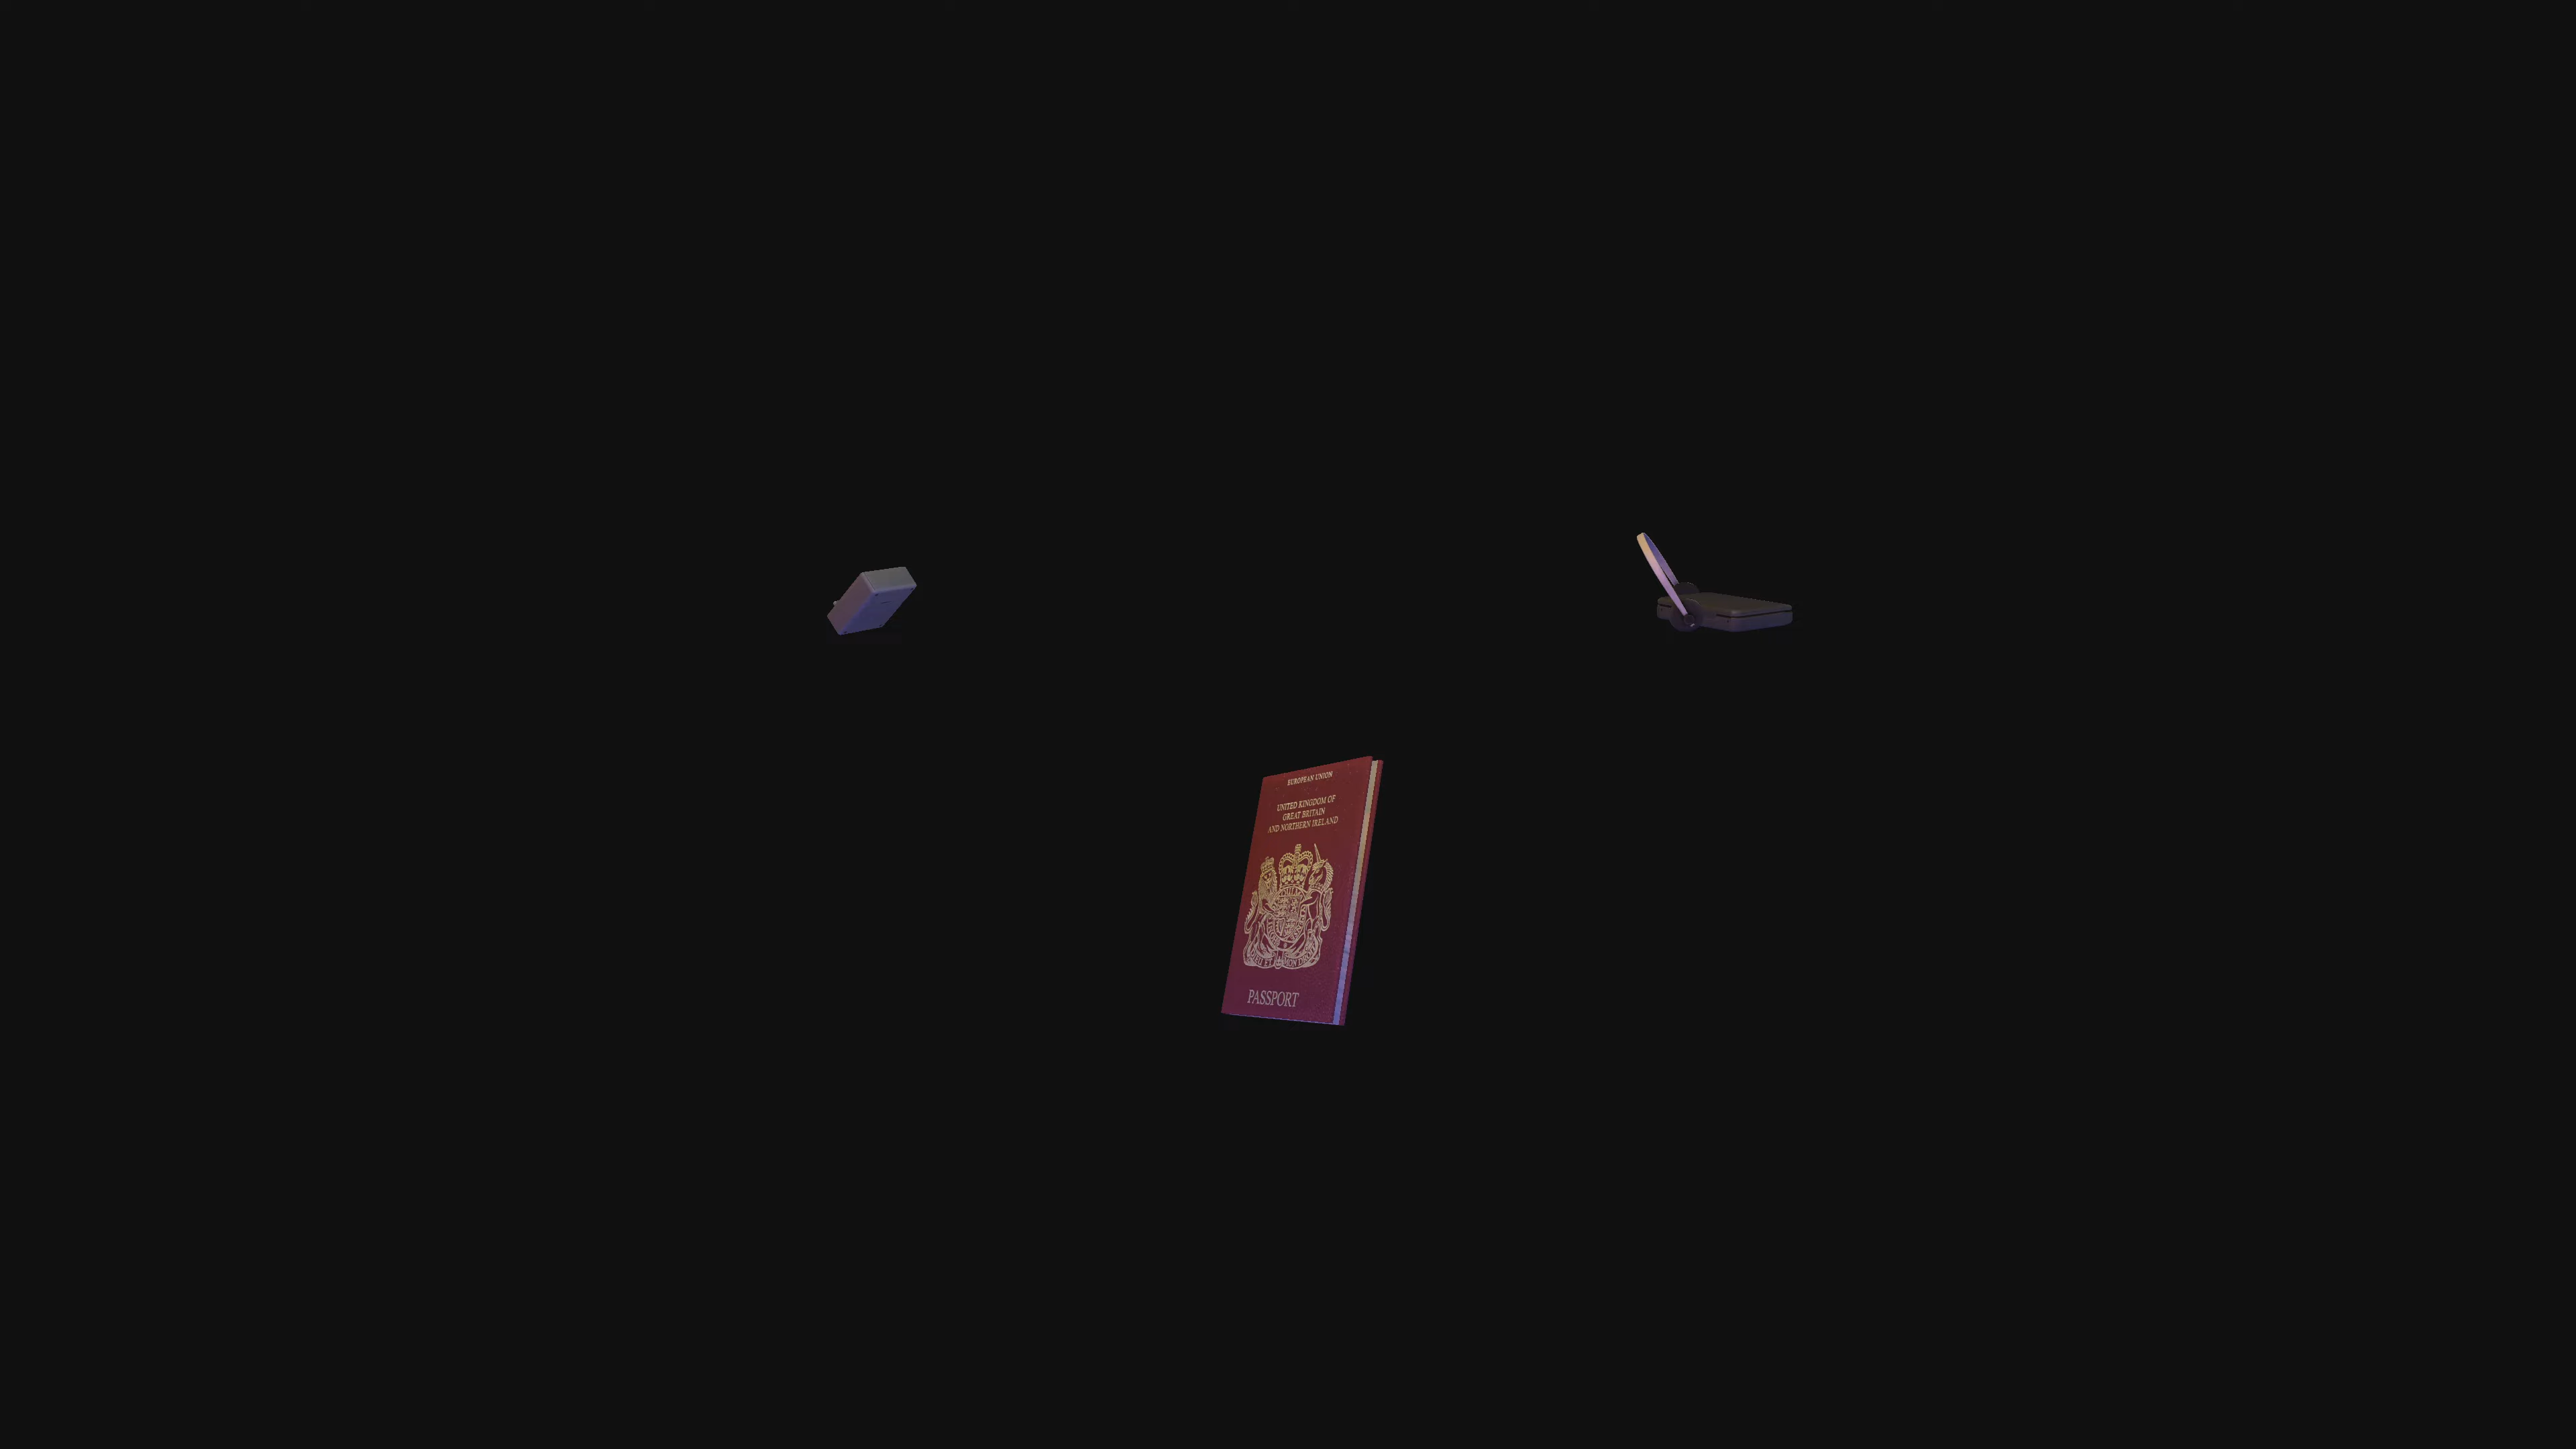 EUROPEAN UNION
UNITED KINGDOM OF
GREAT BRITAIN
AND NORTHERN IRELAND
PASSPORT